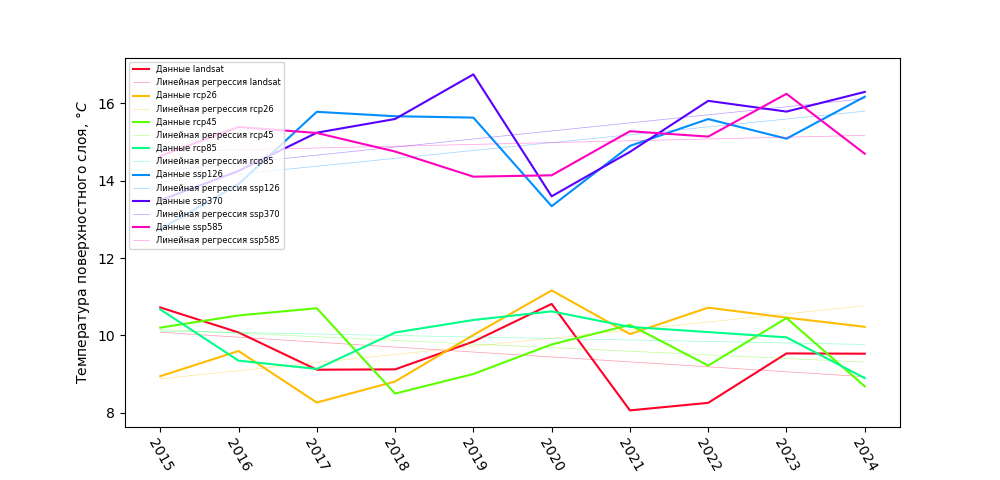 Температура поверхностного слоя, °C
16
14
12
10
8
Данные landsat
Линейная регрессия landsat
Данные rcp26
Линейная регрессия rcp26
Данные rcp45
Линейная регрессия rcp45
Данные rcp85
Линейная регрессия rcp85
Данные ssp126
Линейная регрессия ssp126
Данные ssp370
Линейная регрессия ssp370
Данные ssp585
Линейная регрессия ssp585
2015 2016 2017 2018 2019 2020 2021 2022 2023 2024